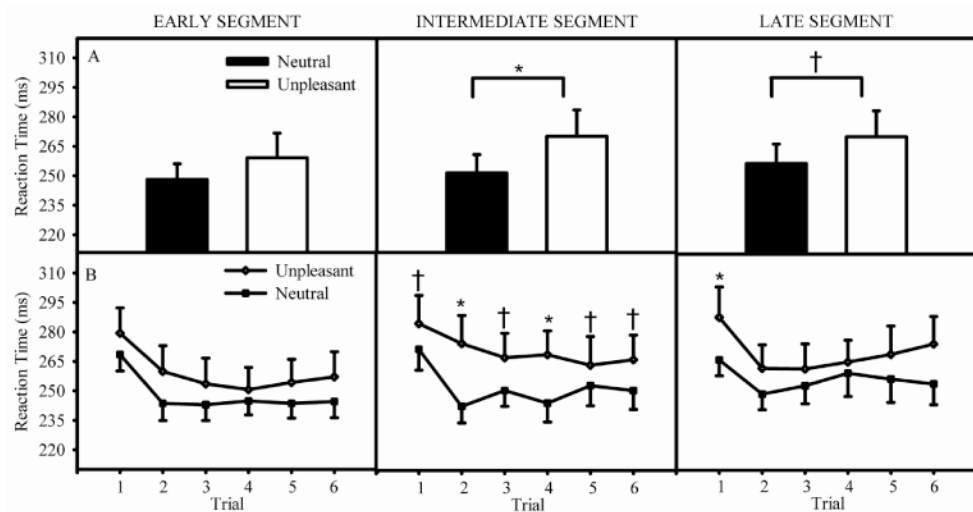 EARLY SEGMENT INTERMEDIATE SEGMENT LATE SEGMENT
A
Reaction Time (ms)
310
295
280
265
250
235
220
Neutral
Unpleasant
*
†
B
Reaction Time (ms)
310
295
280
265
250
235
220
Unpleasant
Neutral
† * † * † †
*
1 2 3 4 5 6 1 2 3 4 5 6 1 2 3 4 5 6
Trial Trial Trial